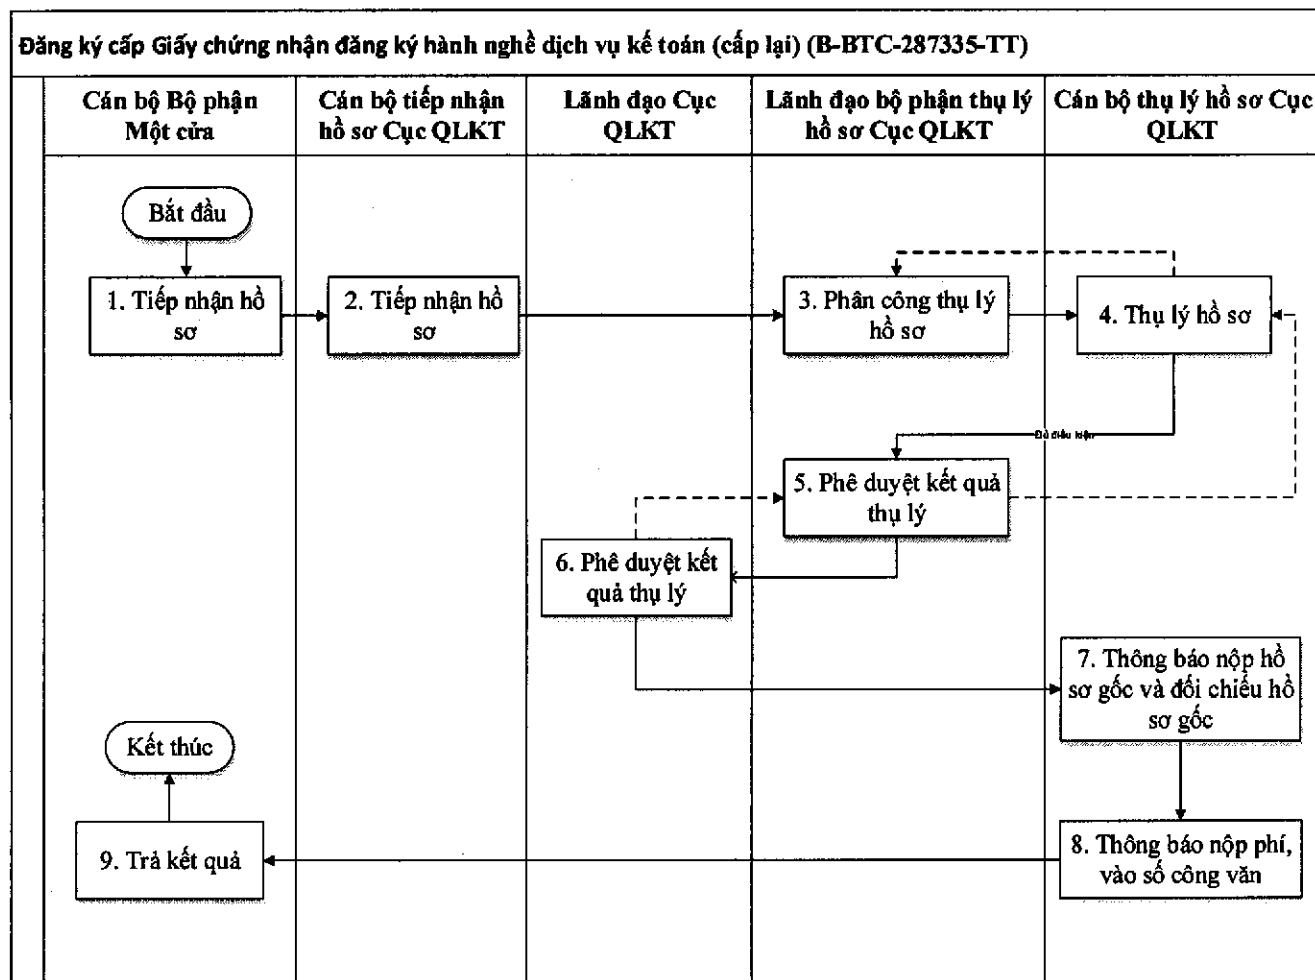 Đăng ký cấp Giấy chứng nhận đăng ký hành nghề dịch vụ kế toán (cấp lại) (B-BTC-287335-TT)
Cán bộ Bộ phận
Một cửa
Cán bộ tiếp nhận
hồ sơ Cục QLKT
Lãnh đạo Cục
QLKT
Lãnh đạo bộ phận thụ lý
hồ sơ Cục QLKT
Cán bộ thụ lý hồ sơ Cục
QLKT
Bắt đầu
1. Tiếp nhận hồ
sơ
2. Tiếp nhận hồ
sơ
3. Phân công thụ lý
hồ sơ
4. Thụ lý hồ sơ
Đủ điều kiện
5. Phê duyệt kết quả
thụ lý
6. Phê duyệt kết
quả thụ lý
7. Thông báo nộp hồ
sơ gốc và đối chiếu hồ
sơ gốc
Kết thúc
8. Thông báo nộp phí,
vào số công văn
9. Trả kết quả